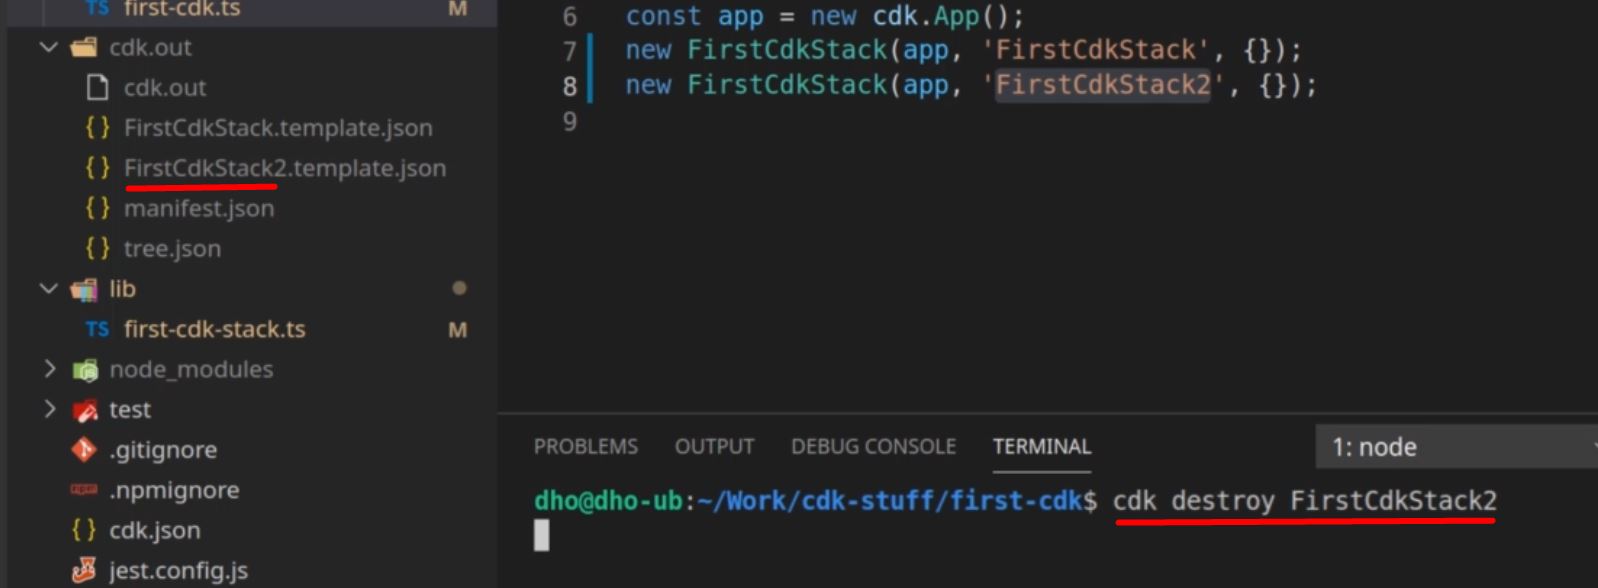 TS first-cdk.ts M
cdk.out
cdk.out
{ } FirstCdkStack.template.json
{ } FirstCdkStack2.template.json
{ } manifest.json
{ } tree.json
lib
TS first-cdk-stack.ts M
node_modules
test
.gitignore
.npmignore
{ } cdk.json
jest.config.js
6 const app = new cdk.App();
7 new FirstCdkStack(app, 'FirstCdkStack', {});
8 new FirstCdkStack(app, 'FirstCdkStack2', {});
9
PROBLEMS OUTPUT DEBUG CONSOLE TERMINAL 1: node
dho@dho-ub:~/Work/cdk-stuff/first-cdk$ cdk destroy FirstCdkStack2